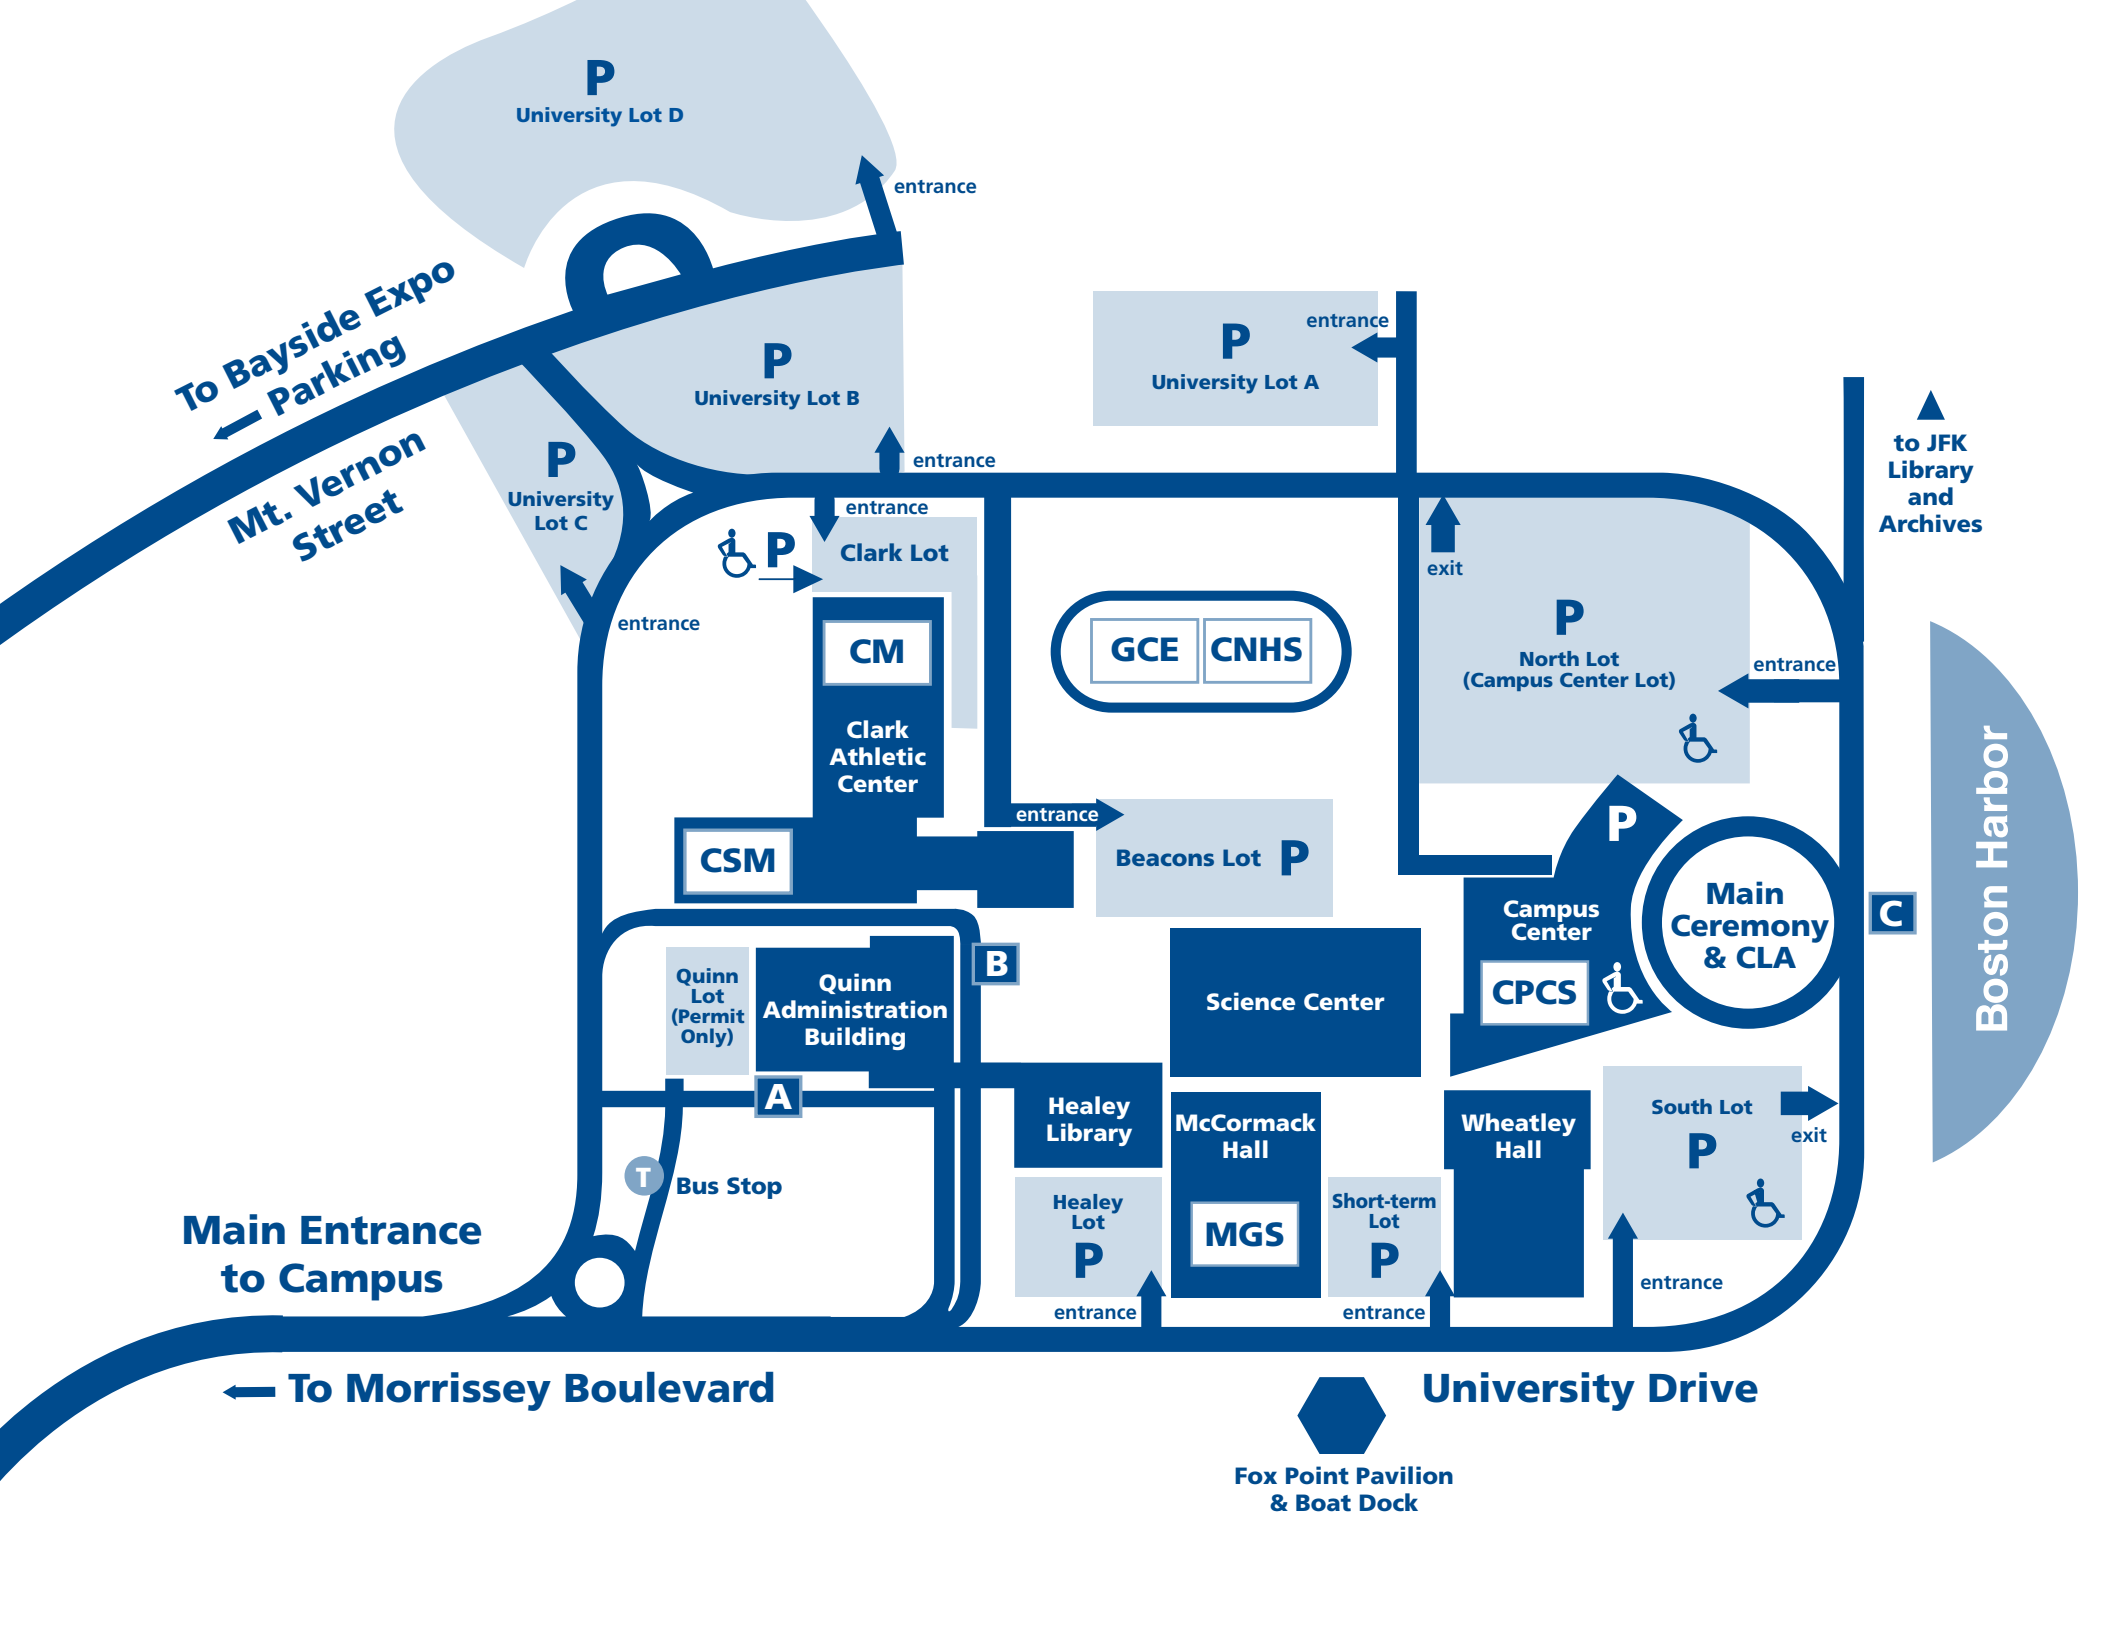 P
University Lot D
entrance
To Bayside Expo
Parking
Mt. Vernon
Street
P
University Lot B
entrance
P
University
Lot C
entrance
P
University Lot A
entrance
to JFK
Library
and
Archives
entrance
P
Clark Lot
CM
Clark
Athletic
Center
CSM
GCE
CNHS
exit
P
North Lot
(Campus Center Lot)
entrance
entrance
Beacons Lot P
P
Campus
Center
CPCS
Main
Ceremony
& CLA
C
Boston Harbor
Quinn
Lot
(Permit
Only)
Quinn
Administration
Building
B
A
Science Center
Healey
Library
McCormack
Hall
MGS
Wheatley
Hall
South Lot
P
exit
entrance
T
Bus Stop
Healey
Lot
P
entrance
Short-term
Lot
P
entrance
Main Entrance
to Campus
To Morrissey Boulevard
University Drive
Fox Point Pavilion
& Boat Dock